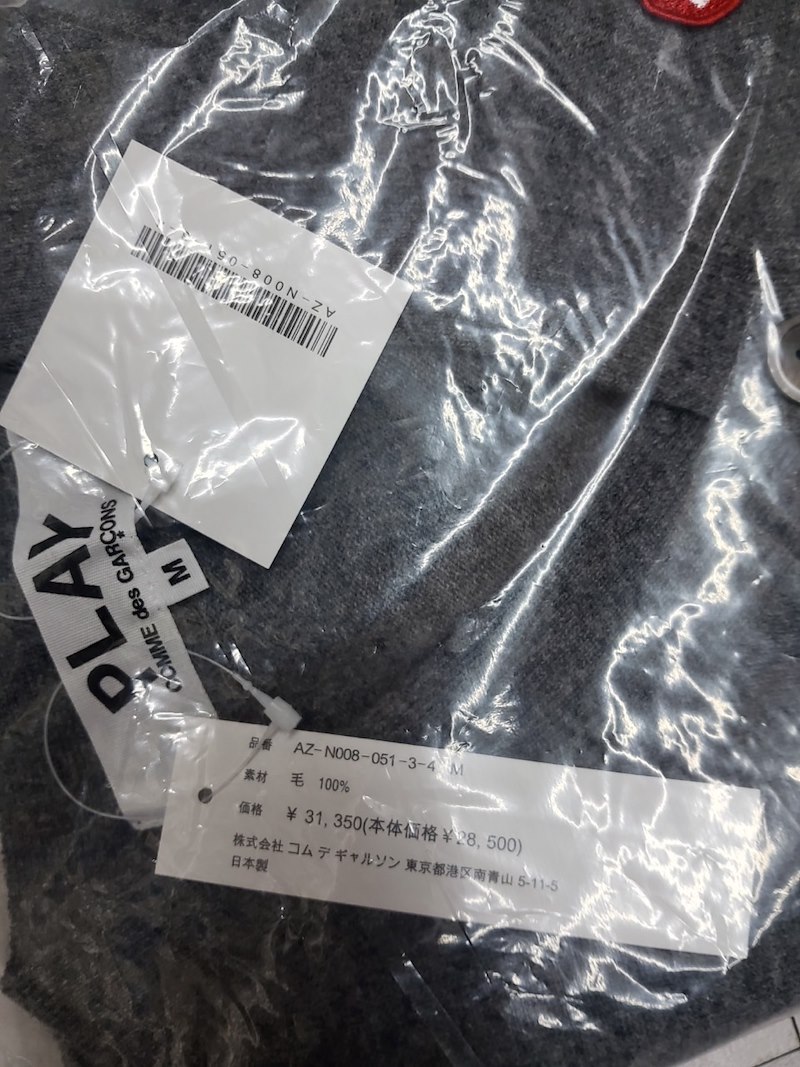 AZ-N008-051
PLAY
COMME des GARÇONS
M
品番 AZ-N008-051-3-4 M
素材 毛 100%
価格 ¥ 31,350(本体価格¥28,500)
株式会社 コム デ ギャルソン 東京都港区南青山 5-11-5
日本製